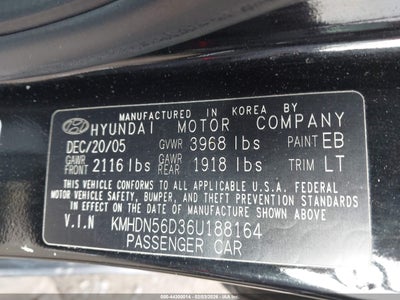 MANUFACTURED IN KOREA BY
HYUNDAI MOTOR COMPANY
DEC/20/05 GVWR 3968 lbs PAINT EB
GAWR FRONT 2116 lbs GAWR REAR 1918 lbs TRIM LT
THIS VEHICLE CONFORMS TO ALL APPLICABLE U.S.A. FEDERAL
MOTOR VEHICLE SAFETY, BUMPER, AND THEFT PREVENTION
STANDARDS IN EFFECT ON THE DATE OF MANUFACTURE SHOWN ABOVE.
V.I.N KMHDN56D36U188164
PASSENGER CAR